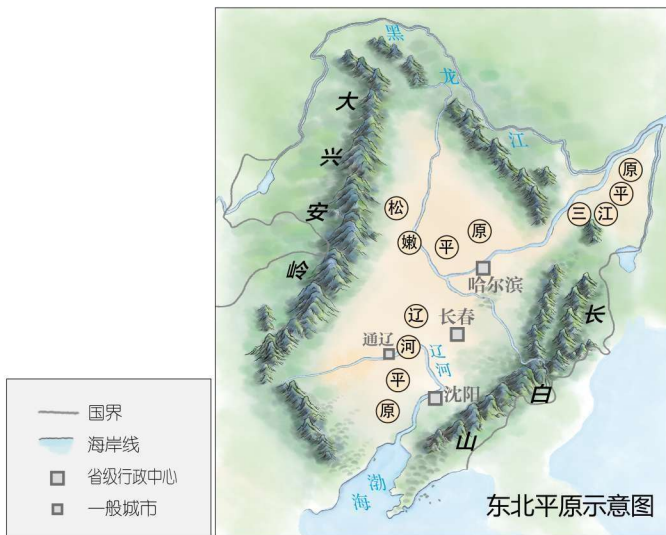 黑龙江
大兴安岭
松嫩平原
三江平原
哈尔滨
长春
辽河平原
通辽
辽河
沈阳
长白山
渤海
国界
海岸线
省级行政中心
一般城市
东北平原示意图